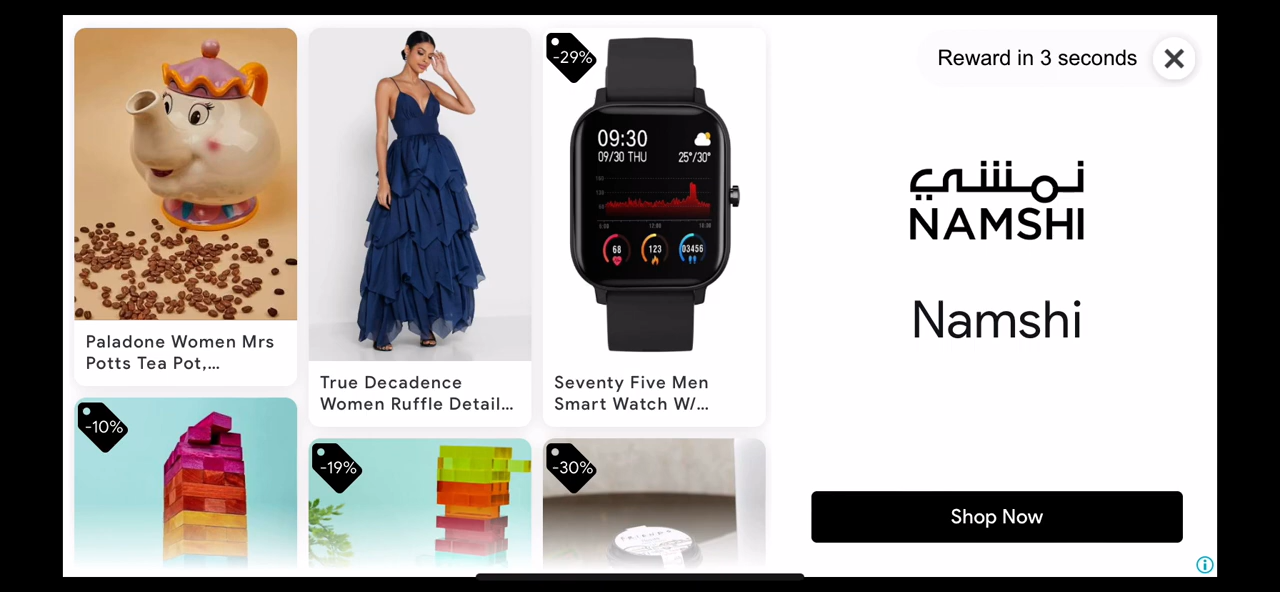 Paladone Women Mrs
Potts Tea Pot,...
-10%
True Decadence
Women Ruffle Detail...
-19%
-29%
09:30
09/30 THU
25°/30°
68
123
03456
Seventy Five Men
Smart Watch W/...
-30%
Reward in 3 seconds
نمشي
NAMSHI
Namshi
Shop Now